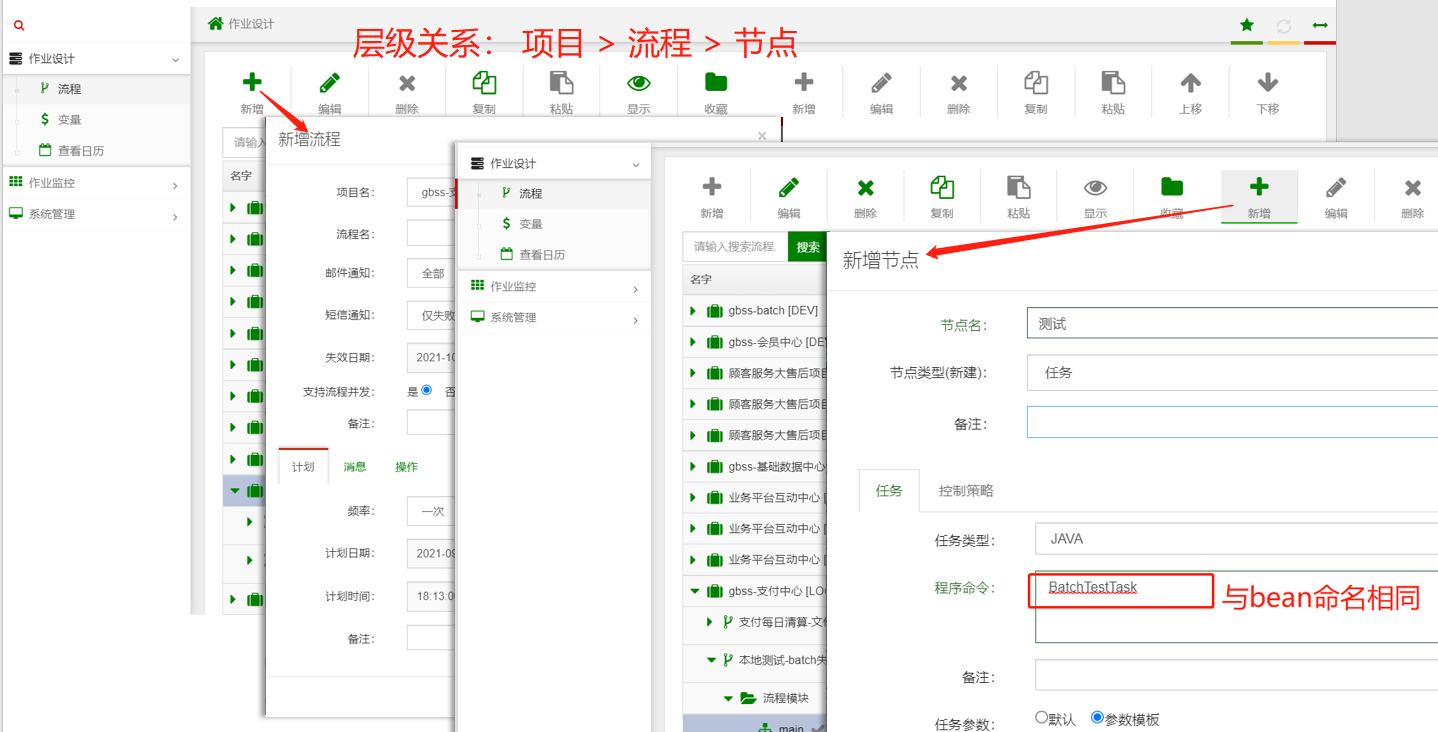 作业设计
层级关系： 项目 > 流程 > 节点
作业设计
流程
变量
查看日历
作业监控
系统管理
新增
编辑
删除
复制
粘贴
显示
收藏
新增
编辑
删除
复制
粘贴
上移
下移
请输入
名字
新增流程
项目名:
gbss-支
流程名:
邮件通知:
全部
短信通知:
仅失败
失效日期:
2021-10
支持流程并发:
是
否
备注:
计划
消息
操作
频率:
一次
计划日期:
2021-09
计划时间:
18:13:0
备注:
作业设计
流程
变量
查看日历
作业监控
系统管理
新增
编辑
删除
复制
粘贴
显示
收藏
新增
编辑
删除
请输入搜索流程
搜索
名字
gbss-batch [DEV]
gbss-会员中心 [DEV
顾客服务大售后项目
顾客服务大售后项目
顾客服务大售后项目
gbss-基础数据中心
业务平台互动中心 [
业务平台互动中心 [
业务平台互动中心 [
gbss-支付中心 [LO
支付每日清算-文
本地测试-batch失
流程模块
main
新增节点
节点名:
测试
节点类型(新建):
任务
备注:
任务
控制策略
任务类型:
JAVA
程序命令:
BatchTestTask
与bean命名相同
备注:
任务参数:
默认
参数模板